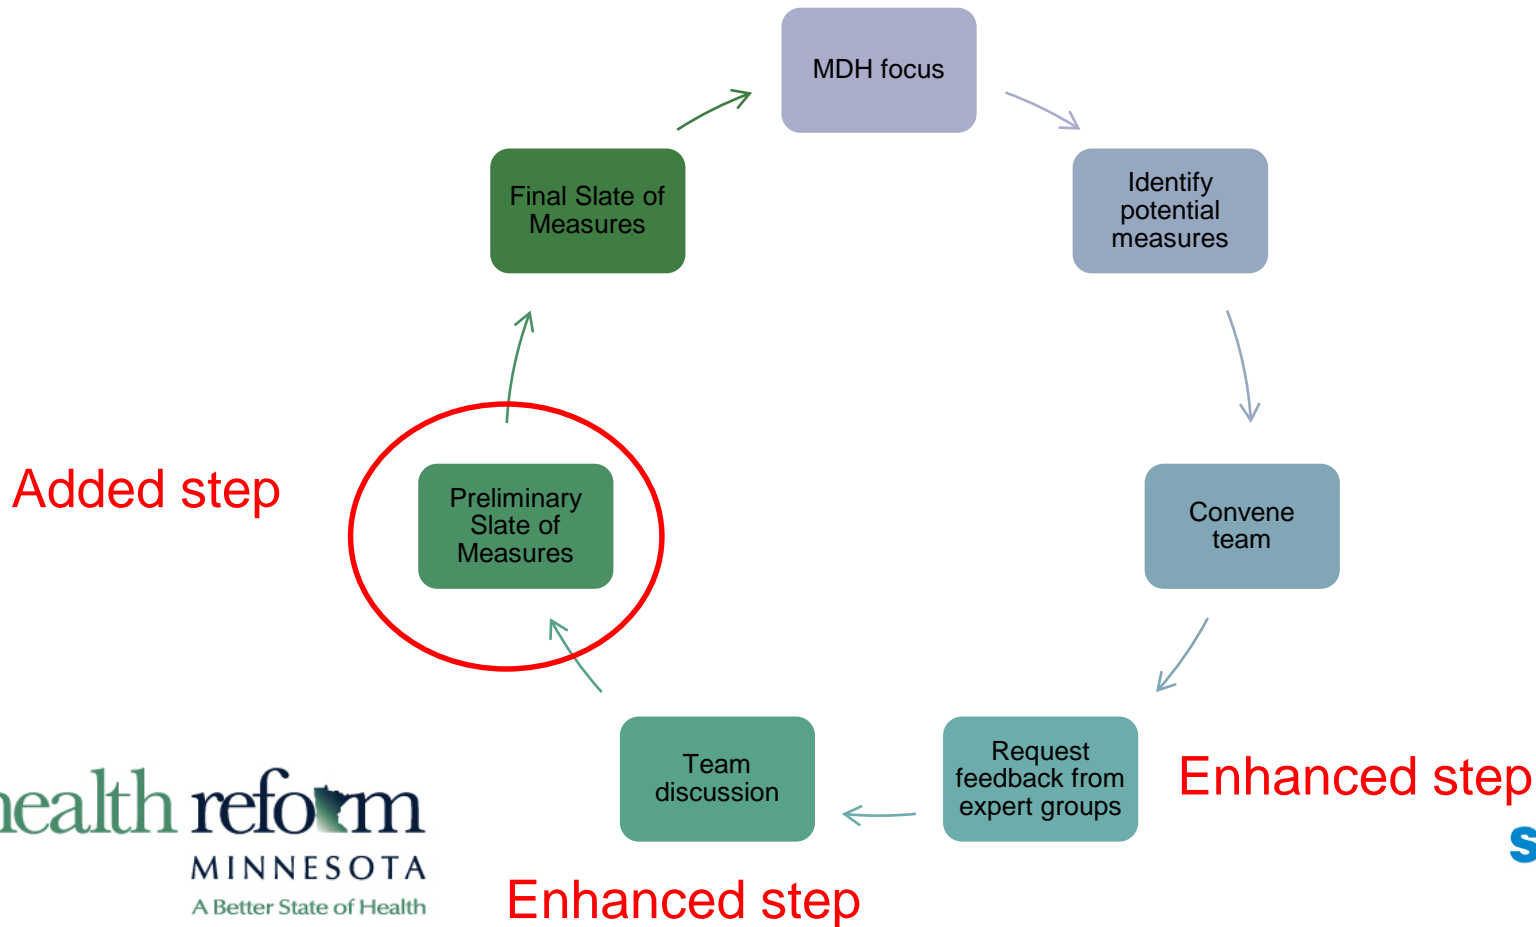 MDH focus
Identify
potential
measures
Convene
team
Request
feedback from
expert groups
Enhanced step
Team
discussion
Enhanced step
Preliminary
Slate of
Measures
Added step
Final Slate of
Measures
health reform
MINNESOTA
A Better State of Health